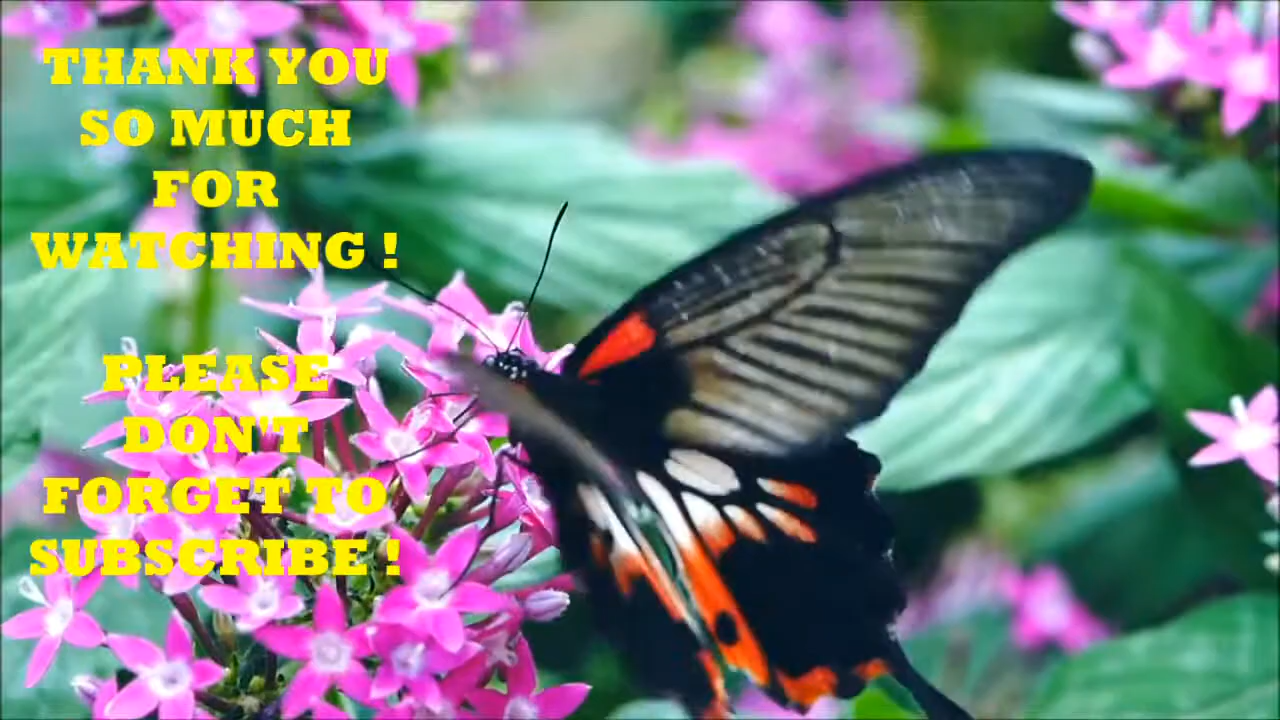 THANK YOU
SO MUCH
FOR
WATCHING !
PLEASE
DON'T
FORGET TO
SUBSCRIBE !